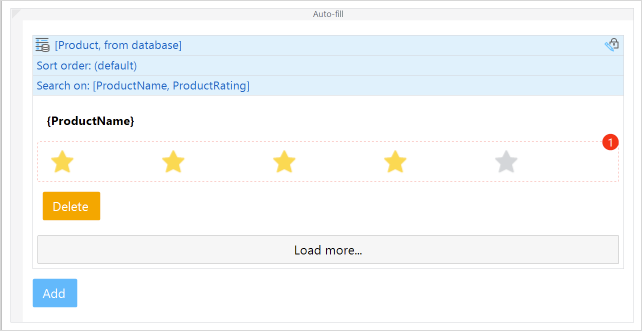 Auto-fill
[Product, from database]
Sort order: (default)
Search on: [ProductName, ProductRating]
{ProductName}
1
Delete
Load more...
Add